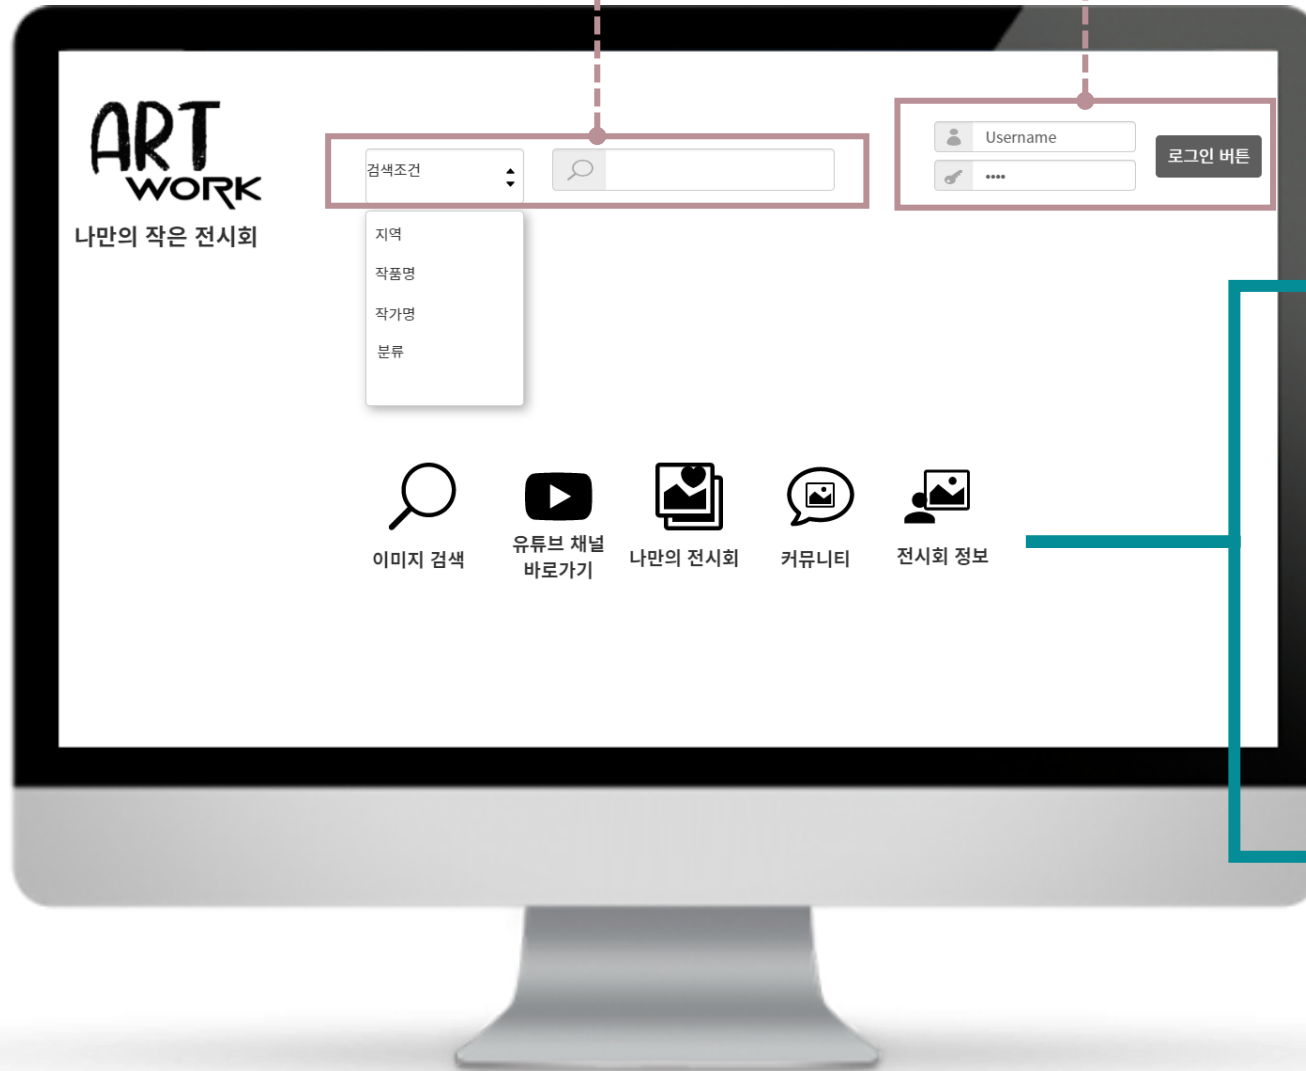 ART
WORK
나만의 작은 전시회
검색조건
지역
작품명
작가명
분류
Username
••••
로그인 버튼
이미지 검색
유튜브 채널
바로가기
나만의 전시회
커뮤니티
전시회 정보